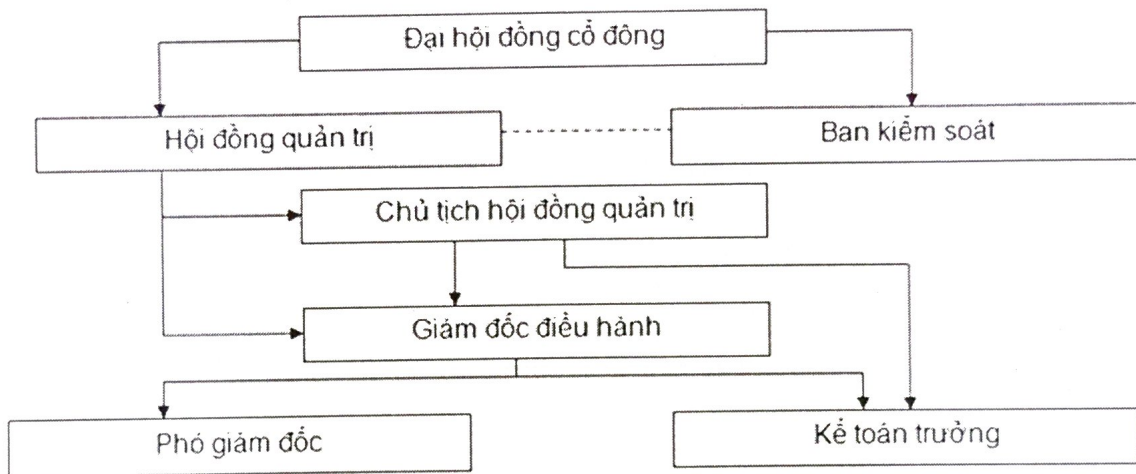 Đại hội đồng cổ đông
Hội đồng quản trị
Ban kiểm soát
Chủ tịch hội đồng quản trị
Giám đốc điều hành
Phó giám đốc
Kế toán trưởng